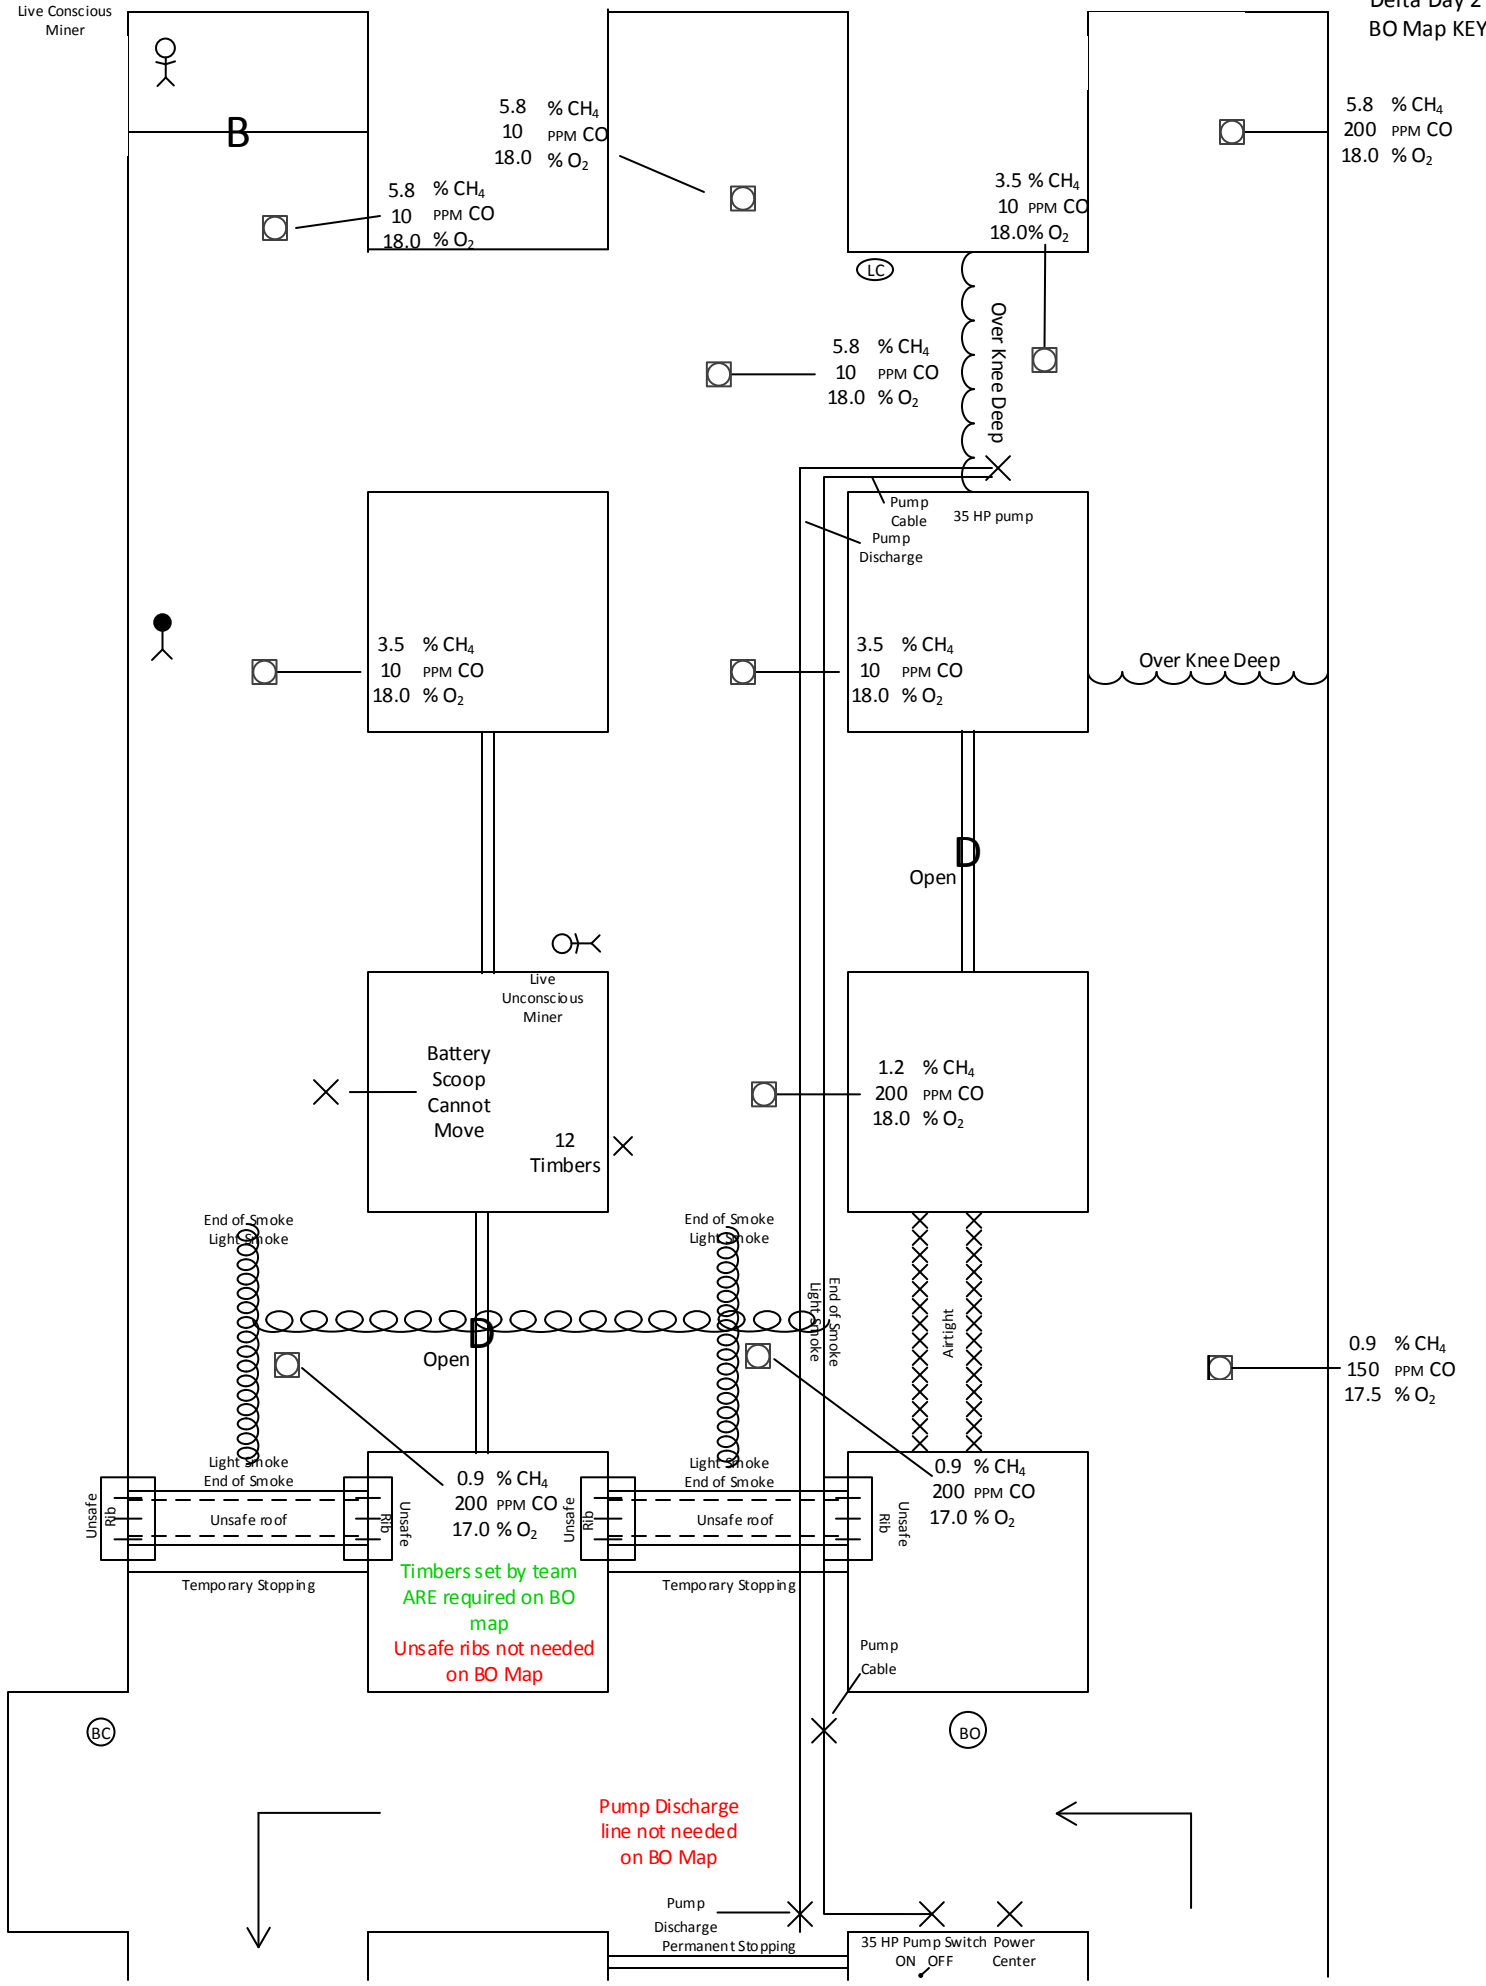 Live Conscious
Miner
Delta Day 2
BO Map KEY
B
5.8 % CH₄
10 PPM CO
18.0 % O₂
5.8 % CH₄
10 PPM CO
18.0 % O₂
3.5 % CH₄
10 PPM CO
18.0% O₂
5.8 % CH₄
200 PPM CO
18.0 % O₂
LC
Over Knee Deep
5.8 % CH₄
10 PPM CO
18.0 % O₂
Pump
Cable
35 HP pump
Pump
Discharge
3.5 % CH₄
10 PPM CO
18.0 % O₂
3.5 % CH₄
10 PPM CO
18.0 % O₂
Over Knee Deep
D
Open
Live
Unconscious
Miner
Battery
Scoop
Cannot
Move
12
Timbers
1.2 % CH₄
200 PPM CO
18.0 % O₂
End of Smoke
Light Smoke
End of Smoke
Light Smoke
End of Smoke
Light Smoke
Airtight
D
Open
0.9 % CH₄
150 PPM CO
17.5 % O₂
Light Smoke
End of Smoke
Light Smoke
End of Smoke
0.9 % CH₄
200 PPM CO
17.0 % O₂
0.9 % CH₄
200 PPM CO
17.0 % O₂
Unsafe
Rib
Unsafe roof
Unsafe
Rib
Unsafe
Rib
Unsafe roof
Unsafe
Rib
Temporary Stopping
Temporary Stopping
Timbers set by team
ARE required on BO
map
Unsafe ribs not needed
on BO Map
Pump
Cable
BC
BO
Pump Discharge
line not needed
on BO Map
Pump
Discharge
Permanent Stopping
35 HP Pump Switch
ON OFF
Power
Center